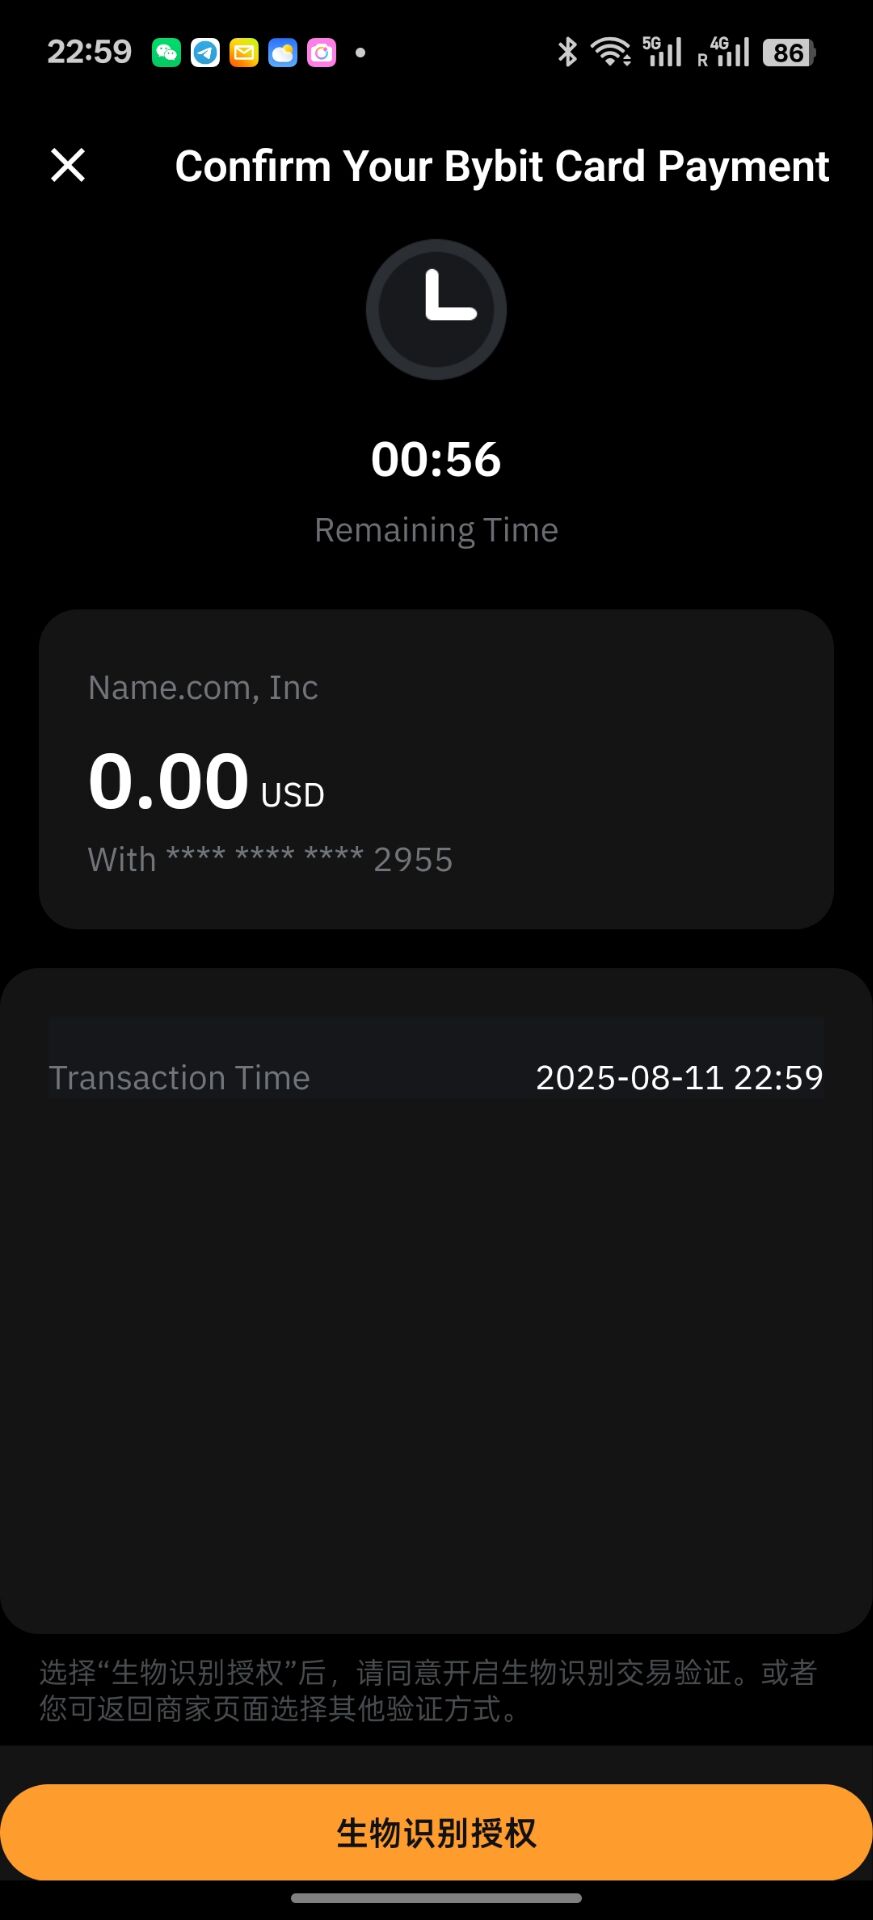 22:59 5G R 4G 86
Confirm Your Bybit Card Payment
00:56
Remaining Time
Name.com, Inc
0.00 USD
With **** **** **** 2955
Transaction Time 2025-08-11 22:59
选择“生物识别授权”后，请同意开启生物识别交易验证。或者
您可返回商家页面选择其他验证方式。
生物识别授权